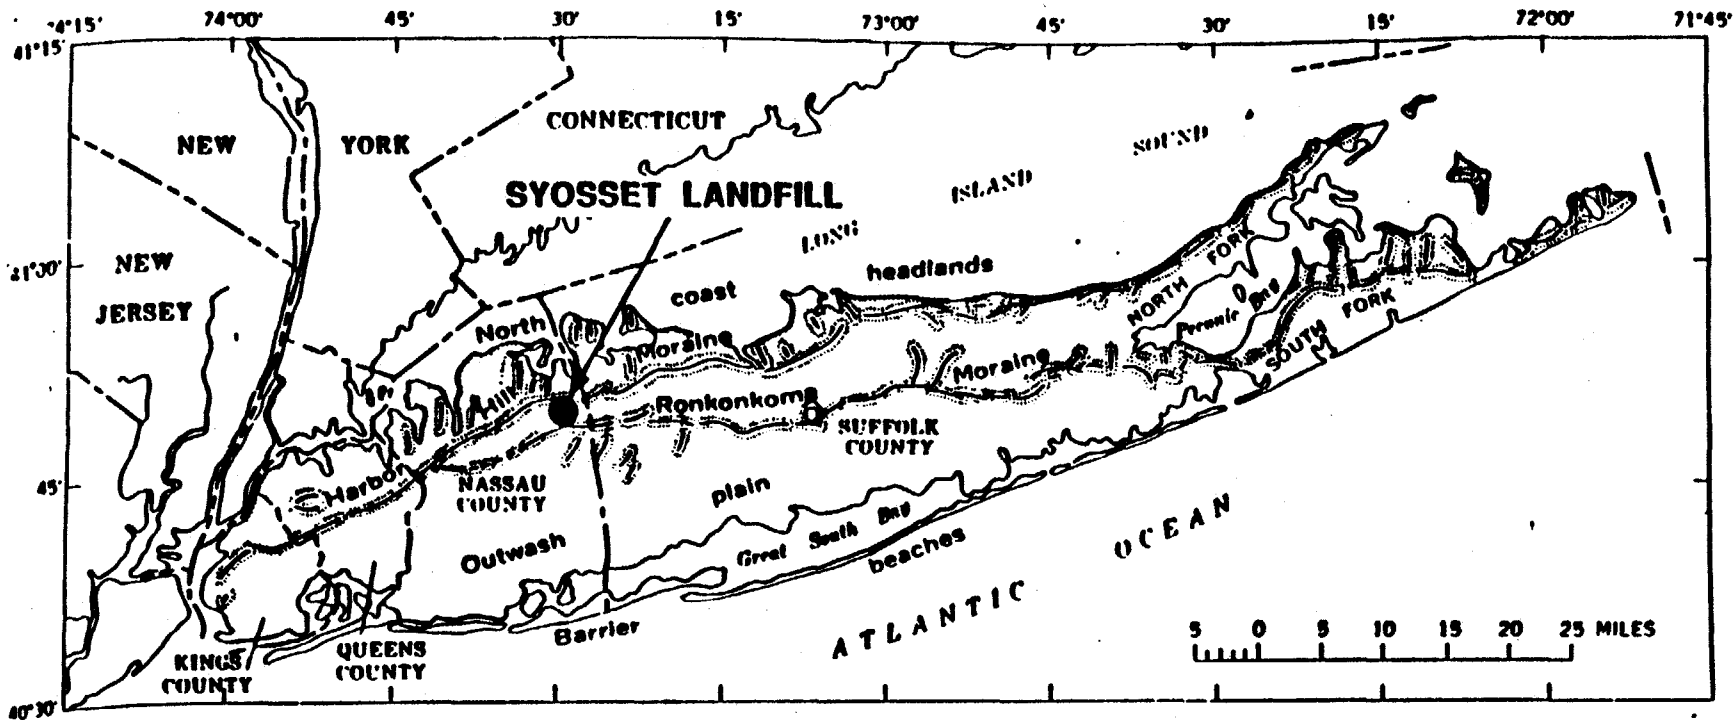 74°15'
74°00'
45'
30'
15'
73°00'
45'
30'
15'
72°00'
71°45'
41°15'
NEW YORK
CONNECTICUT
SYOSSET LANDFILL
LONG ISLAND SOUND
NEW
JERSEY
30'
45'
40°30'
North coast headlands
Harbor Hill Moraine
Ronkonkoma Moraine
NORTH FORK
Peconic Bay
SOUTH FORK
SUFFOLK
COUNTY
NASSAU
COUNTY
Outwash plain
Great South Bay
Barrier beaches
ATLANTIC OCEAN
KINGS
COUNTY
QUEENS
COUNTY
5 0 5 10 15 20 25 MILES